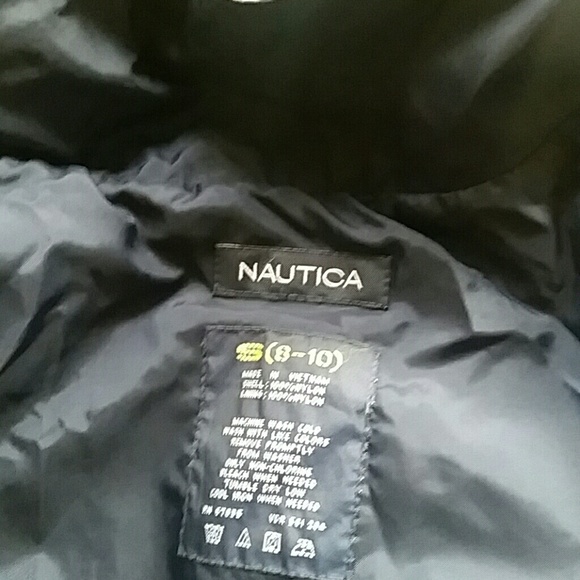 NAUTICA
S (8-10)
MADE IN VIETNAM
SHELL: 100% NYLON
LINING: 100% NYLON
MACHINE WASH COLD
WASH WITH LIKE COLORS
REMOVE PROMPTLY
FROM WASHER
ONLY NON-CHLORINE
BLEACH WHEN NEEDED
TUMBLE DRY LOW
COOL IRON WHEN NEEDED